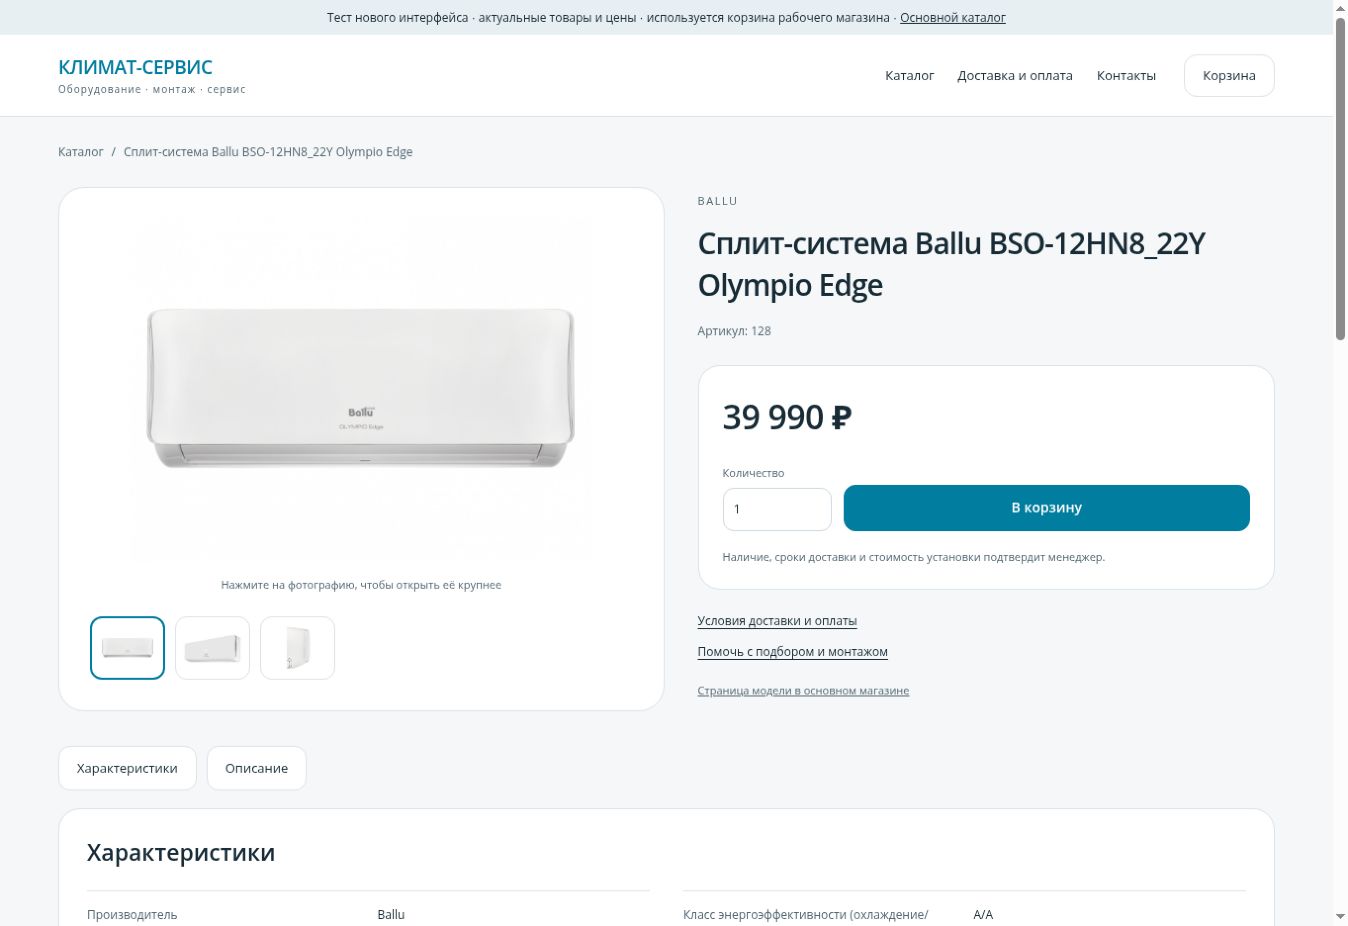 Тест нового интерфейса · актуальные товары и цены · используется корзина рабочего магазина · Основной каталог
КЛИМАТ-СЕРВИС
Оборудование · монтаж · сервис
Каталог
Доставка и оплата
Контакты
Корзина
Каталог / Сплит-система Ballu BSO-12HN8_22Y Olympio Edge
Ballu
OLYMPIO Edge
Нажмите на фотографию, чтобы открыть её крупнее
BALLU
Сплит-система Ballu BSO-12HN8_22Y
Olympio Edge
Артикул: 128
39 990 ₽
Количество
1
В корзину
Наличие, сроки доставки и стоимость установки подтвердит менеджер.
Условия доставки и оплаты
Помочь с подбором и монтажом
Страница модели в основном магазине
Характеристики
Описание
Характеристики
Производитель
Ballu
Класс энергоэффективности (охлаждение/
A/A